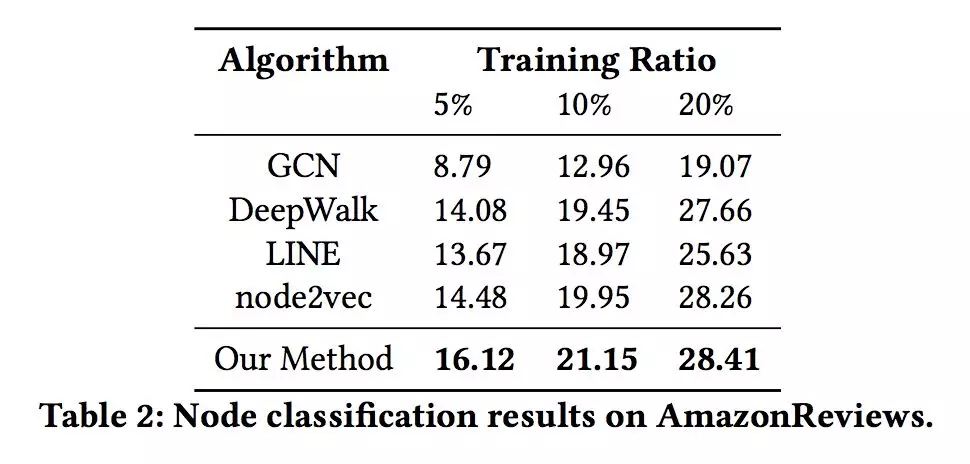 Algorithm Training Ratio
5% 10% 20%
GCN 8.79 12.96 19.07
DeepWalk 14.08 19.45 27.66
LINE 13.67 18.97 25.63
node2vec 14.48 19.95 28.26
Our Method 16.12 21.15 28.41
Table 2: Node classification results on AmazonReviews.